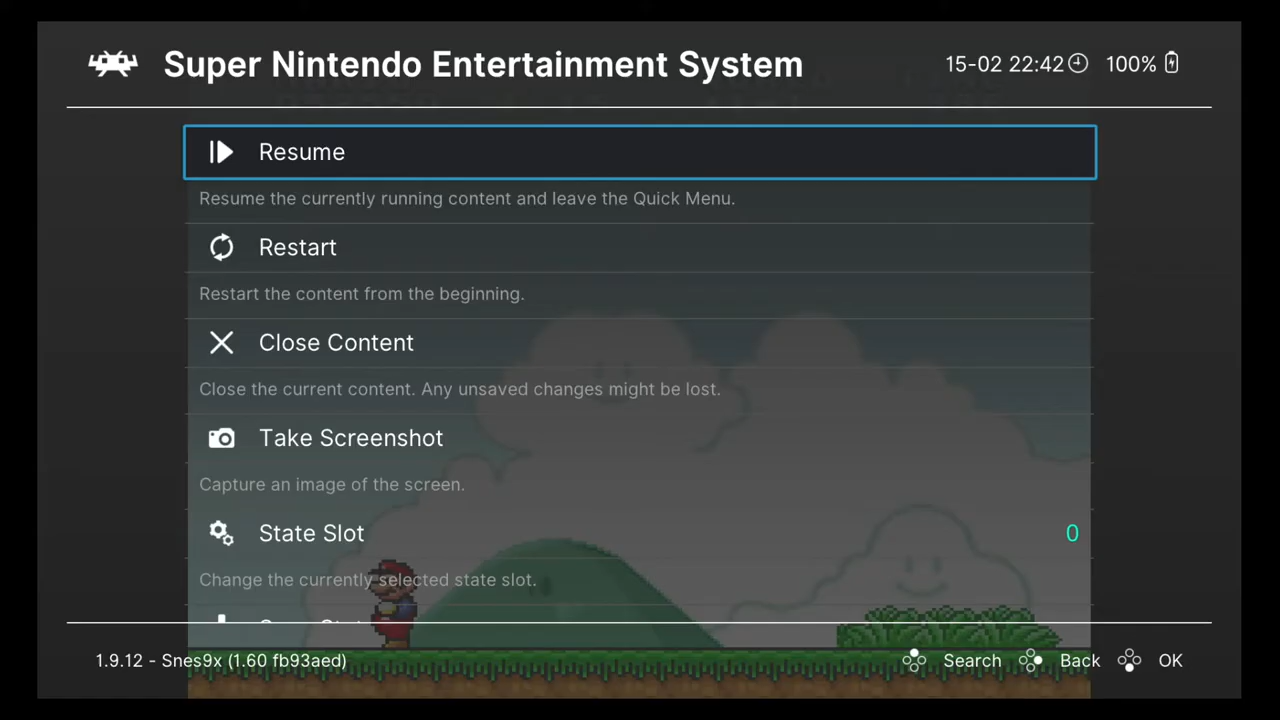 Super Nintendo Entertainment System 15-02 22:42 100%
Resume
Resume the currently running content and leave the Quick Menu.
Restart
Restart the content from the beginning.
Close Content
Close the current content. Any unsaved changes might be lost.
Take Screenshot
Capture an image of the screen.
State Slot 0
Change the currently selected state slot.
1.9.12 - Snes9x (1.60 fb93aed) Search Back OK